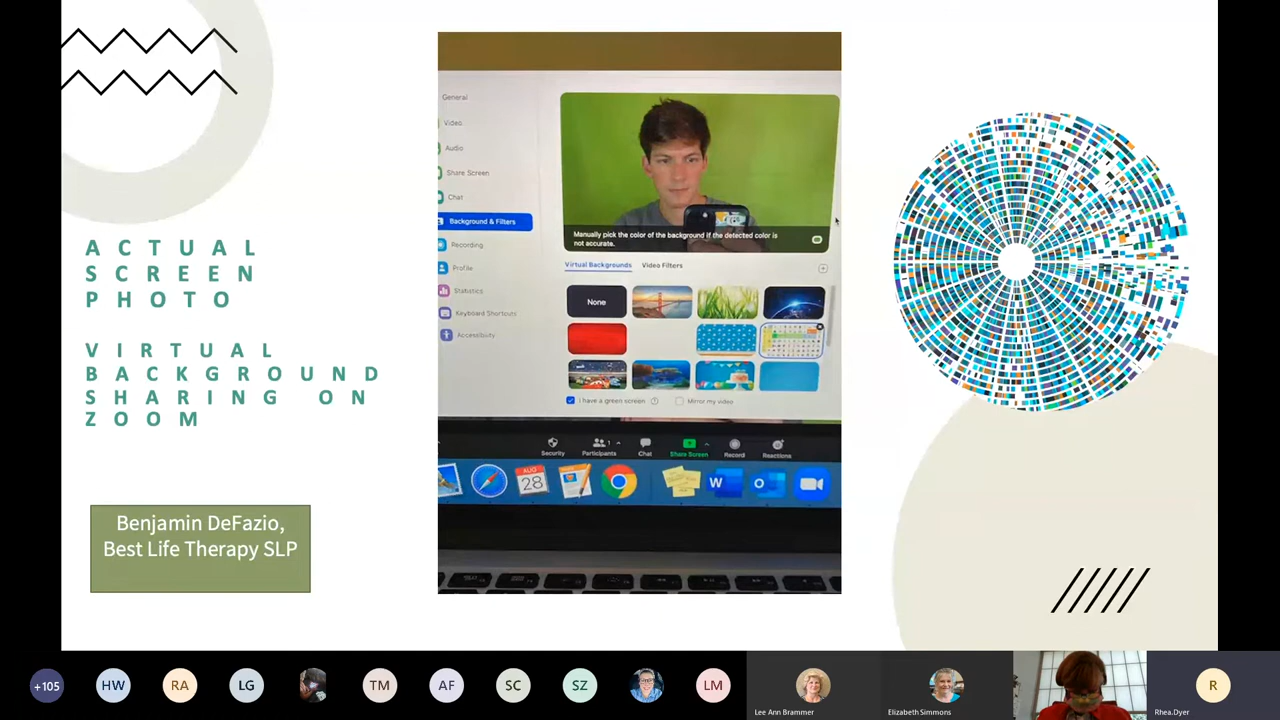 ACTUAL
SCREEN
PHOTO
VIRTUAL
BACKGROUND
SHARING ON
ZOOM
Benjamin DeFazio,
Best Life Therapy SLP
General
Video
Audio
Share Screen
Chat
Background & Filters
Recording
Profile
Statistics
Keyboard Shortcuts
Accessibility
Manually pick the color of the background if the detected color is
not accurate.
Virtual Backgrounds
Video Filters
None
I have a green screen
Mirror my video
Security
Participants
1
Chat
Share Screen
Record
Reactions
AUG
28
W
O
+105
HW
RA
LG
TM
AF
SC
SZ
LM
Lee Ann Brammer
Elizabeth Simmons
R
Rhea.Dyer